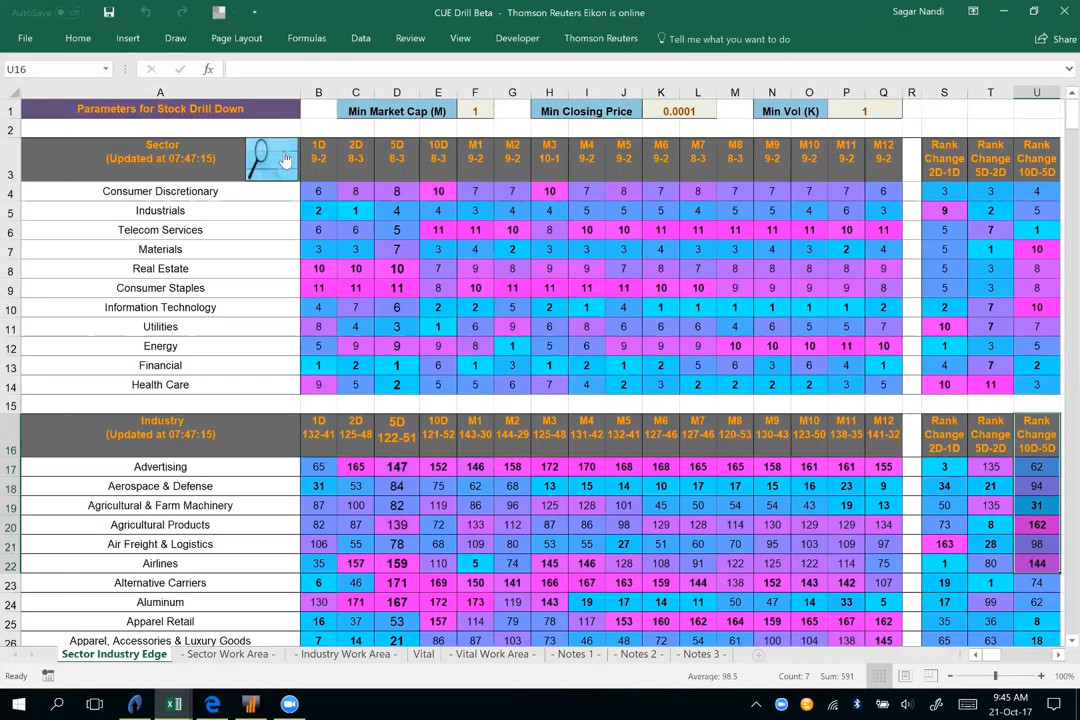 AutoSave Off CUE Drill Beta - Thomson Reuters Eikon is online Sagar Nandi
File Home Insert Draw Page Layout Formulas Data Review View Developer Thomson Reuters Tell me what you want to do Share
U16 fx
A B C D E F G H I J K L M N O P Q R S T U
1 Parameters for Stock Drill Down Min Market Cap (M) 1 Min Closing Price 0.0001 Min Vol (K) 1
2
Sector 1D 2D 5D 10D M1 M2 M3 M4 M5 M6 M7 M8 M9 M10 M11 M12 Rank Rank Rank
(Updated at 07:47:15) 9-2 8-3 8-3 8-3 9-2 9-2 10-1 9-2 9-2 9-2 8-3 8-3 9-2 9-2 9-2 9-2 Change Change Change
3 2D-1D 5D-2D 10D-5D
4 Consumer Discretionary 6 8 8 10 7 7 10 7 8 7 8 7 7 7 7 6 3 3 4
5 Industrials 2 1 4 4 3 4 4 5 5 5 4 5 5 4 6 3 9 2 5
6 Telecom Services 6 6 5 11 11 10 8 10 10 11 11 11 11 11 10 11 5 7 1
7 Materials 3 3 7 3 4 2 3 3 4 3 3 3 4 3 2 4 5 1 10
8 Real Estate 10 10 10 7 9 8 9 9 7 8 7 8 8 8 8 9 5 3 8
9 Consumer Staples 11 11 11 8 10 11 11 11 11 10 10 9 9 9 9 8 5 3 8
10 Information Technology 4 7 6 2 2 5 2 1 3 1 1 1 1 1 1 2 2 7 10
11 Utilities 8 4 3 1 6 9 6 8 6 6 6 4 6 5 5 7 10 7 7
12 Energy 5 9 9 9 8 1 5 6 9 9 9 10 10 10 11 10 1 3 5
13 Financial 1 2 1 6 1 3 1 2 1 2 5 6 3 6 4 1 4 7 2
14 Health Care 9 5 2 5 5 6 7 4 2 3 2 2 2 2 3 5 10 11 3
15
Industry 1D 2D 5D 10D M1 M2 M3 M4 M5 M6 M7 M8 M9 M10 M11 M12 Rank Rank Rank
(Updated at 07:47:15) 132-41 125-48 122-51 121-52 143-30 144-29 125-48 131-42 132-41 127-46 127-46 120-53 130-43 123-50 138-35 141-32 Change Change Change
16 2D-1D 5D-2D 10D-5D
17 Advertising 65 165 147 152 146 158 172 170 168 168 165 165 158 161 161 155 3 135 62
18 Aerospace & Defense 31 53 84 75 62 68 13 15 14 10 17 17 15 16 23 9 34 21 94
19 Agricultural & Farm Machinery 87 100 82 119 86 96 125 128 101 45 50 54 54 43 19 13 50 135 31
20 Agricultural Products 82 87 139 72 133 112 87 86 98 129 128 114 130 129 129 134 73 8 162
21 Air Freight & Logistics 106 55 78 68 109 80 53 55 27 51 60 70 95 103 109 97 163 28 98
22 Airlines 35 157 159 110 5 74 145 146 128 108 91 122 125 122 114 75 1 80 144
23 Alternative Carriers 6 46 171 169 150 141 166 167 163 159 144 138 152 143 142 107 19 1 74
24 Aluminum 130 171 167 172 173 119 143 19 17 14 11 50 47 14 33 5 17 99 62
25 Apparel Retail 16 37 53 157 114 79 78 117 153 160 162 164 159 165 167 162 35 36 8
26 Apparel, Accessories & Luxury Goods 7 14 21 86 87 103 73 46 48 72 54 61 100 104 138 145 65 63 18
Sector Industry Edge - Sector Work Area - - Industry Work Area - Vital - Vital Work Area - - Notes 1 - - Notes 2 - - Notes 3 -
Ready Average: 98.5 Count: 7 Sum: 591 100%
9:45 AM
21-Oct-17